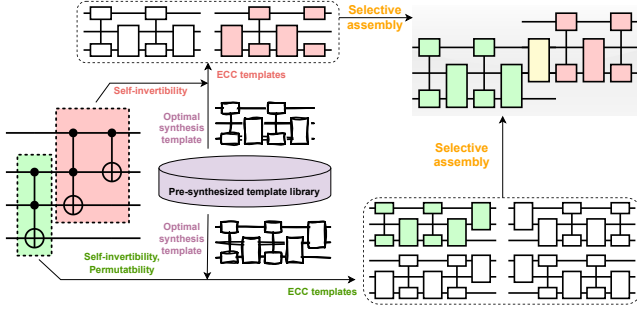 Selective
assembly
ECC templates
Self-invertibility
Optimal
synthesis
template
Selective
assembly
Pre-synthesized template library
Optimal
synthesis
template
Self-invertibility,
Permutatbility
ECC templates